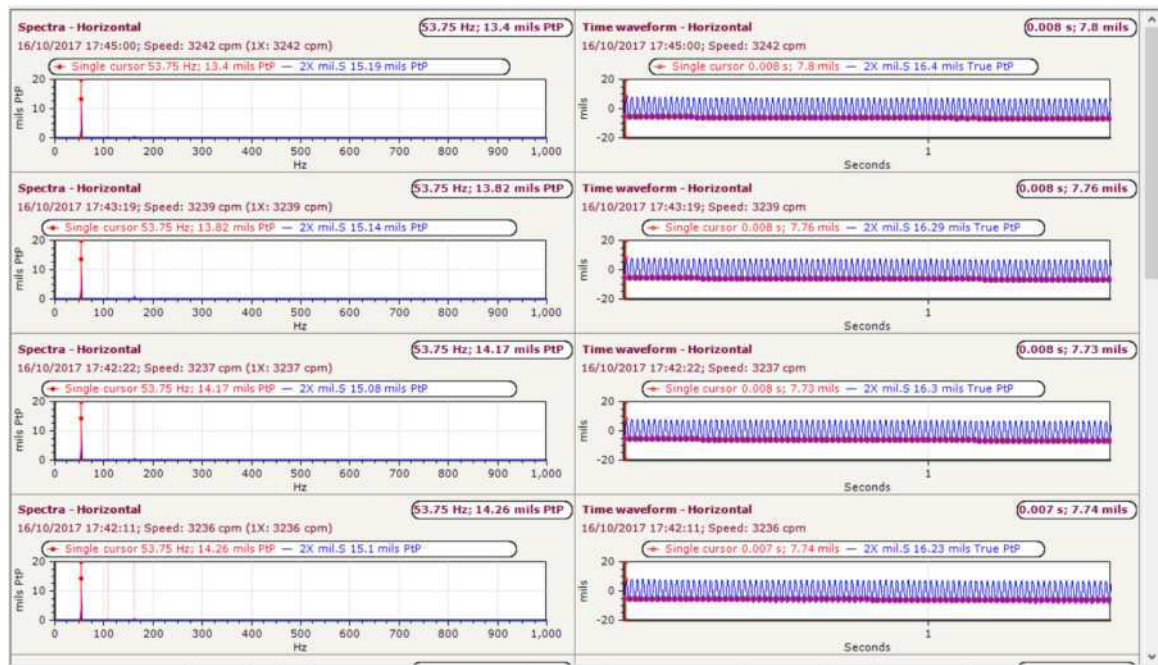 Spectra - Horizontal
53.75 Hz; 13.4 mils PtP
16/10/2017 17:45:00; Speed: 3242 cpm (1X: 3242 cpm)
Single cursor 53.75 Hz; 13.4 mils PtP — 2X mil.S 15.19 mils PtP
mils PtP
20
10
0
0 100 200 300 400 500 600 700 800 900 1,000
Hz
Time waveform - Horizontal
0.008 s; 7.8 mils
16/10/2017 17:45:00; Speed: 3242 cpm
Single cursor 0.008 s; 7.8 mils — 2X mil.S 16.4 mils True PtP
mils
20
0
-20
1
Seconds
Spectra - Horizontal
53.75 Hz; 13.82 mils PtP
16/10/2017 17:43:19; Speed: 3239 cpm (1X: 3239 cpm)
Single cursor 53.75 Hz; 13.82 mils PtP — 2X mil.S 15.14 mils PtP
mils PtP
20
10
0
0 100 200 300 400 500 600 700 800 900 1,000
Hz
Time waveform - Horizontal
0.008 s; 7.76 mils
16/10/2017 17:43:19; Speed: 3239 cpm
Single cursor 0.008 s; 7.76 mils — 2X mil.S 16.29 mils True PtP
mils
20
0
-20
1
Seconds
Spectra - Horizontal
53.75 Hz; 14.17 mils PtP
16/10/2017 17:42:22; Speed: 3237 cpm (1X: 3237 cpm)
Single cursor 53.75 Hz; 14.17 mils PtP — 2X mil.S 15.08 mils PtP
mils PtP
20
10
0
0 100 200 300 400 500 600 700 800 900 1,000
Hz
Time waveform - Horizontal
0.008 s; 7.73 mils
16/10/2017 17:42:22; Speed: 3237 cpm
Single cursor 0.008 s; 7.73 mils — 2X mil.S 16.3 mils True PtP
mils
20
0
-20
1
Seconds
Spectra - Horizontal
53.75 Hz; 14.26 mils PtP
16/10/2017 17:42:11; Speed: 3236 cpm (1X: 3236 cpm)
Single cursor 53.75 Hz; 14.26 mils PtP — 2X mil.S 15.1 mils PtP
mils PtP
20
10
0
0 100 200 300 400 500 600 700 800 900 1,000
Hz
Time waveform - Horizontal
0.007 s; 7.74 mils
16/10/2017 17:42:11; Speed: 3236 cpm
Single cursor 0.007 s; 7.74 mils — 2X mil.S 16.23 mils True PtP
mils
20
0
-20
1
Seconds